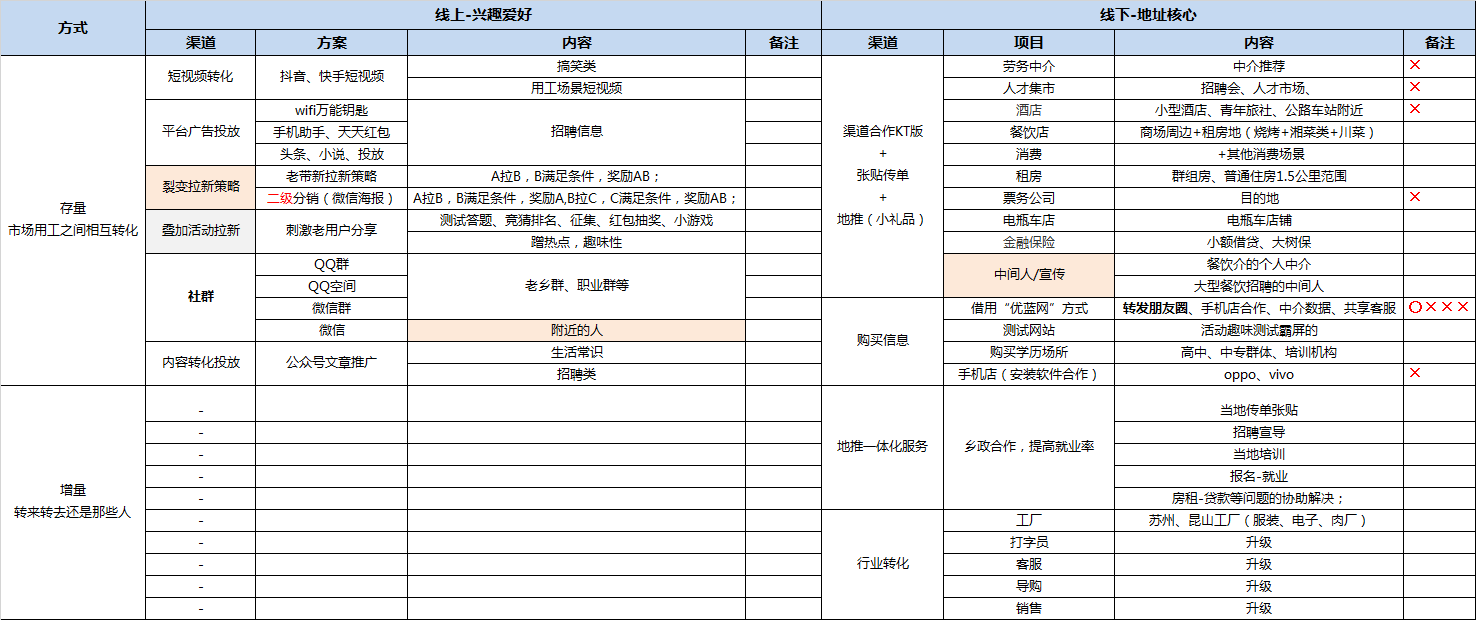 方式 线上-兴趣爱好 线下-地址核心
渠道 方案 内容 备注 渠道 项目 内容 备注
存量
市场用工之间相互转化
短视频转化 抖音、快手短视频 搞笑类
用工场景短视频
平台广告投放 wifi万能钥匙 招聘信息
手机助手、天天红包
头条、小说、投放
裂变拉新策略 老带新拉新策略 A拉B，B满足条件，奖励AB；
二级分销（微信海报） A拉B，B满足条件，奖励A,B拉C，C满足条件，奖励AB；
叠加活动拉新 刺激老用户分享 测试答题、竞猜排名、征集、红包抽奖、小游戏
蹭热点，趣味性
社群 QQ群 老乡群、职业群等
QQ空间
微信群
微信 附近的人
内容转化投放 公众号文章推广 生活常识
招聘类
渠道合作KT版
+
张贴传单
+
地推（小礼品）
劳务中介 中介推荐 ×
人才集市 招聘会、人才市场、 ×
酒店 小型酒店、青年旅社、公路车站附近 ×
餐饮店 商场周边+租房地（烧烤+湘菜类+川菜）
消费 +其他消费场景
租房 群组房、普通住房1.5公里范围
票务公司 目的地 ×
电瓶车店 电瓶车店铺
金融保险 小额借贷、大树保
中间人/宣传 餐饮介的个人中介
大型餐饮招聘的中间人
购买信息 借用“优蓝网”方式 转发朋友圈、手机店合作、中介数据、共享客服 〇×××
测试网站 活动趣味测试霸屏的
购买学历场所 高中、中专群体、培训机构
手机店（安装软件合作） oppo、vivo ×
增量
转来转去还是那些人
-
-
-
-
-
-
-
-
-
-
地推一体化服务 乡政合作，提高就业率 当地传单张贴
招聘宣导
当地培训
报名-就业
房租-贷款等问题的协助解决；
行业转化 工厂 苏州、昆山工厂（服装、电子、肉厂）
打字员 升级
客服 升级
导购 升级
销售 升级